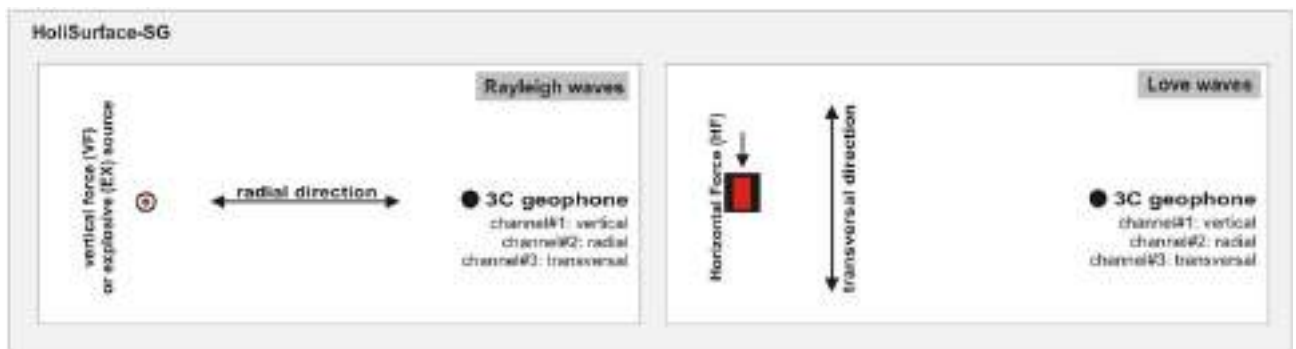 HoliSurface-SG
Rayleigh waves
vertical force (VF)
or explosive (EX) source
radial direction
3C geophone
channel#1: vertical
channel#2: radial
channel#3: transversal
Love waves
Horizontal Force (HF)
transversal direction
3C geophone
channel#1: vertical
channel#2: radial
channel#3: transversal